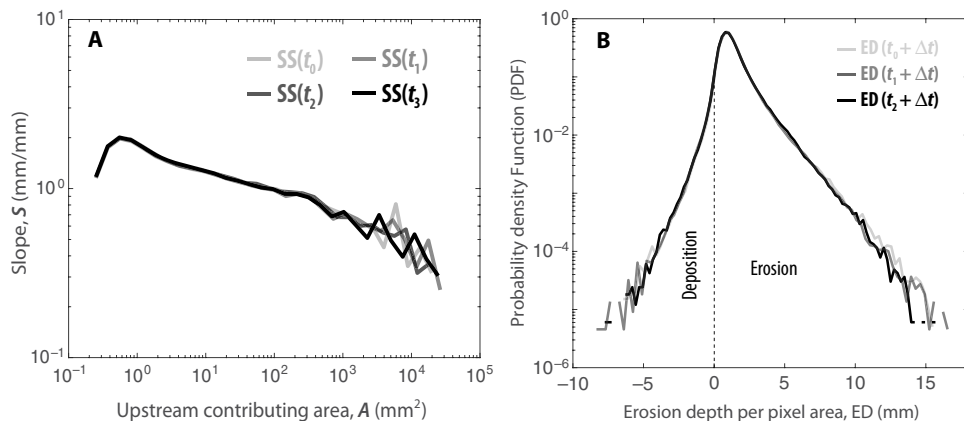 A
SS(t0) SS(t1)
SS(t2) SS(t3)
10^1
10^0
10^-1
Slope, S (mm/mm)
10^-1 10^0 10^1 10^2 10^3 10^4 10^5
Upstream contributing area, A (mm^2)
B
ED (t0 + Δt)
ED (t1 + Δt)
ED (t2 + Δt)
10^0
10^-2
10^-4
10^-6
Probability density Function (PDF)
Deposition
Erosion
−10 −5 0 5 10 15
Erosion depth per pixel area, ED (mm)